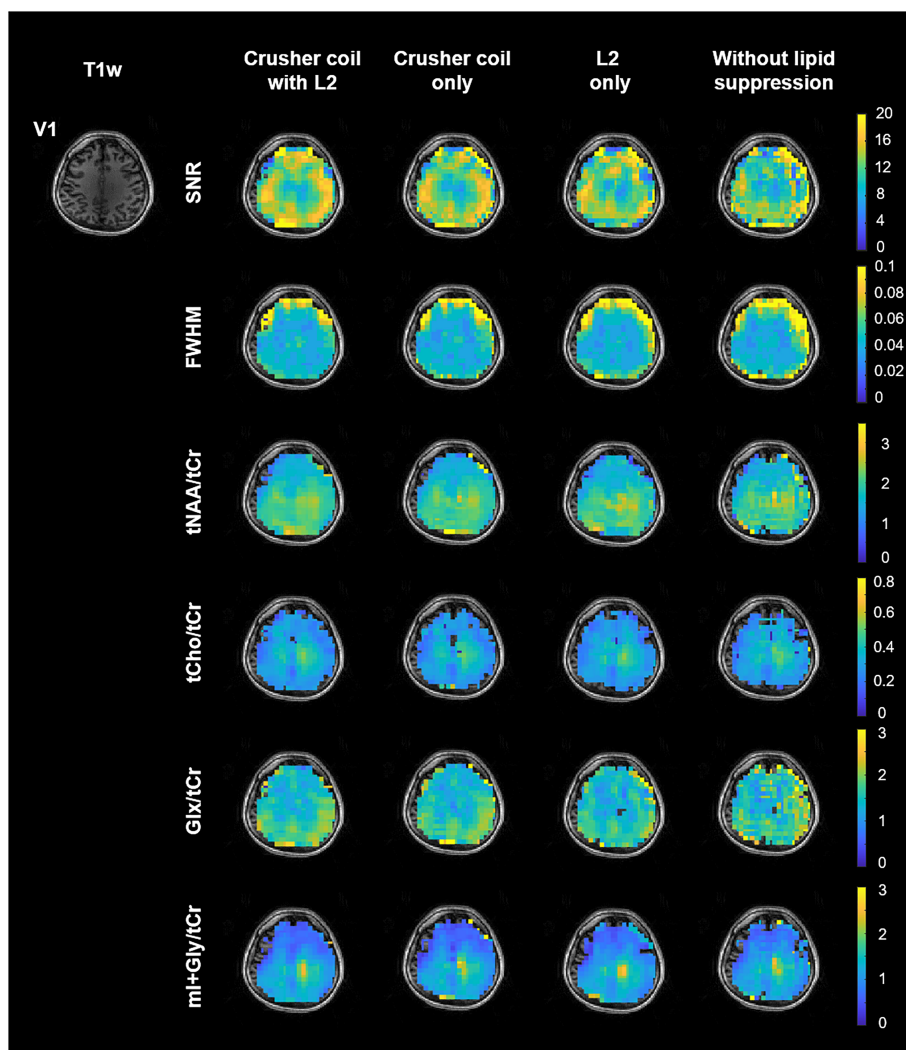 T1w
Crusher coil
with L2
Crusher coil
only
L2
only
Without lipid
suppression
V1
SNR
20
16
12
8
4
0
FWHM
0.1
0.08
0.06
0.04
0.02
0
tNAA/tCr
3
2
1
0
tCho/tCr
0.8
0.6
0.4
0.2
0
Glx/tCr
3
2
1
0
mI+Gly/tCr
3
2
1
0